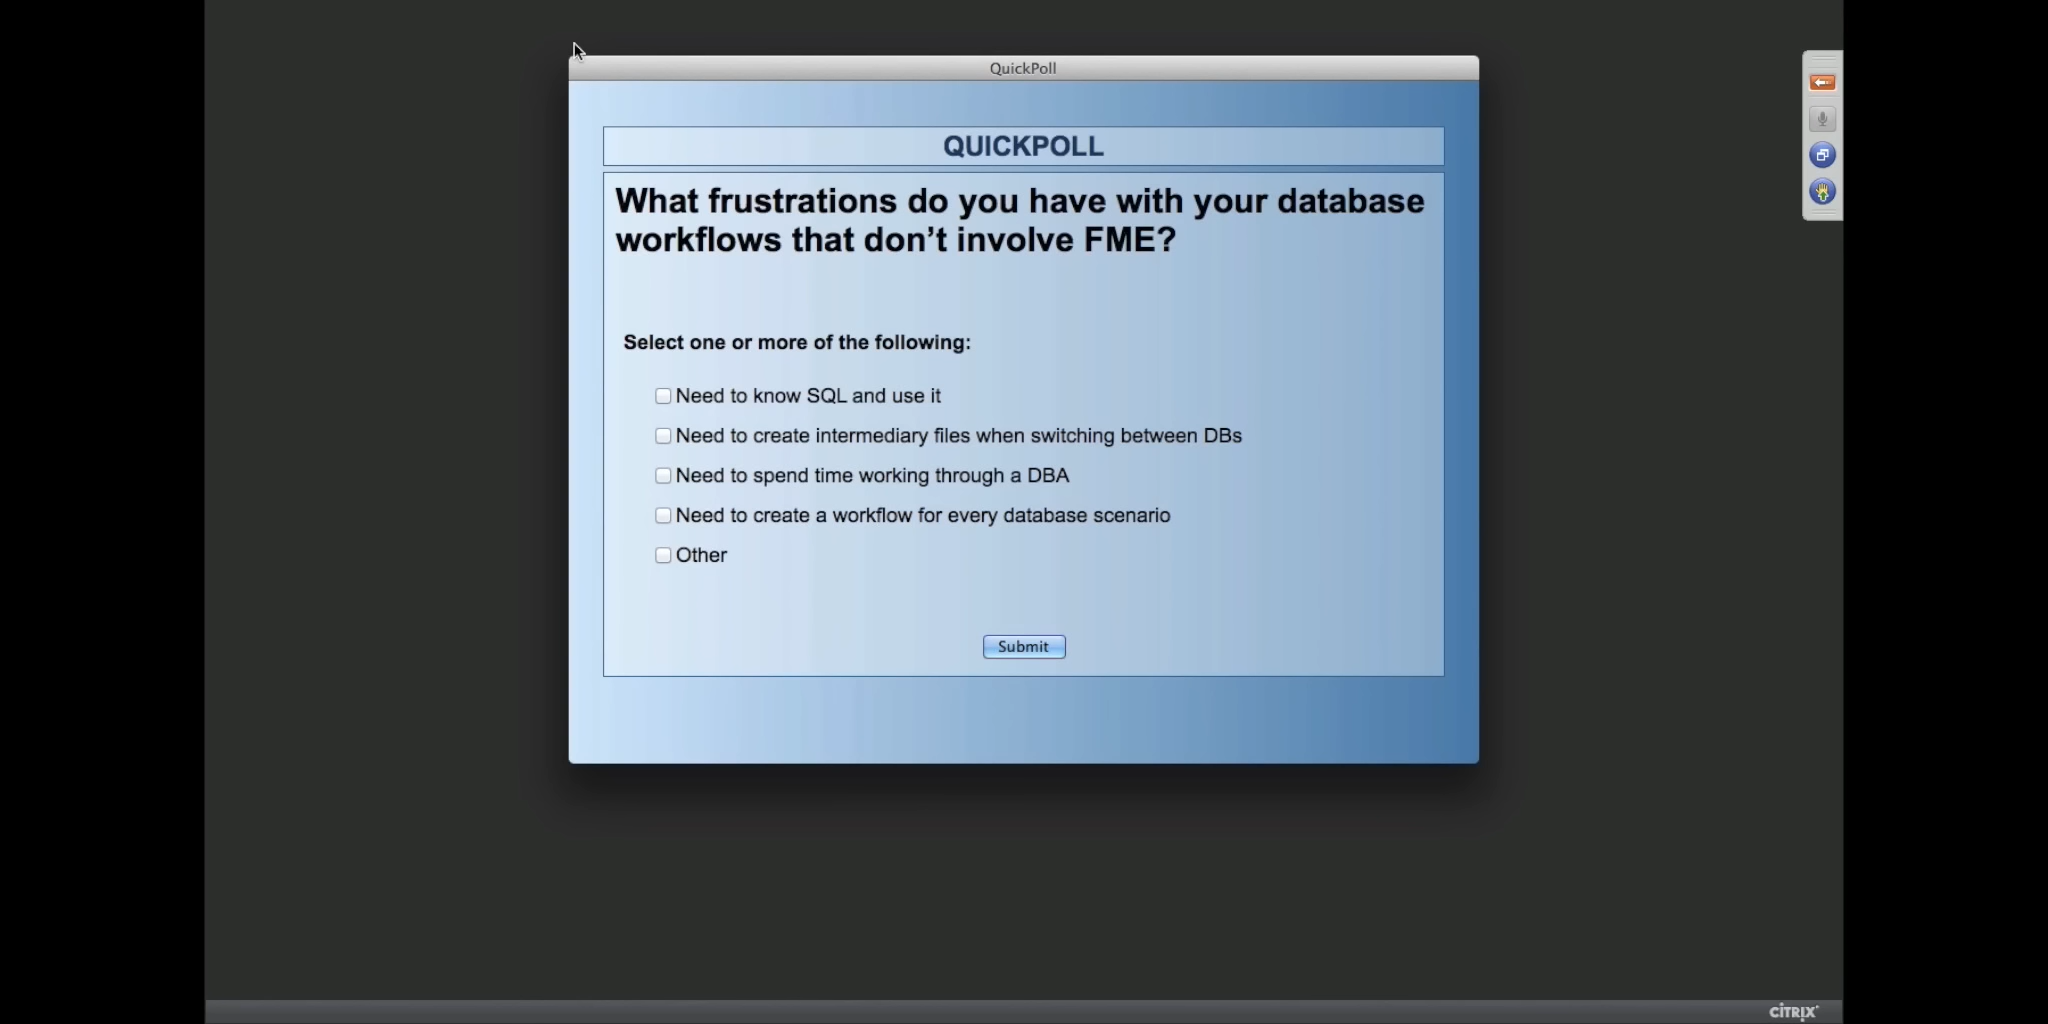 QuickPoll
QUICKPOLL
What frustrations do you have with your database
workflows that don’t involve FME?
Select one or more of the following:
Need to know SQL and use it
Need to create intermediary files when switching between DBs
Need to spend time working through a DBA
Need to create a workflow for every database scenario
Other
Submit
CITRIX